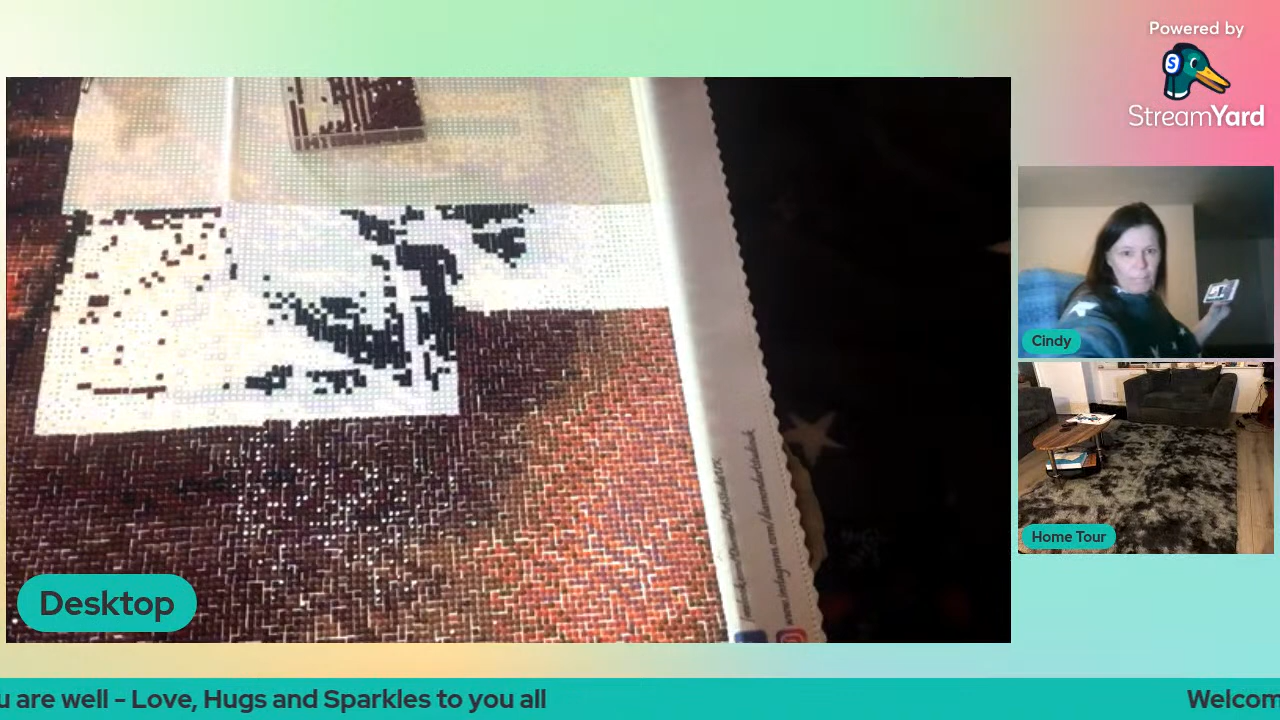 Powered by
StreamYard
Cindy
Home Tour
Desktop
u are well - Love, Hugs and Sparkles to you all
Welcom